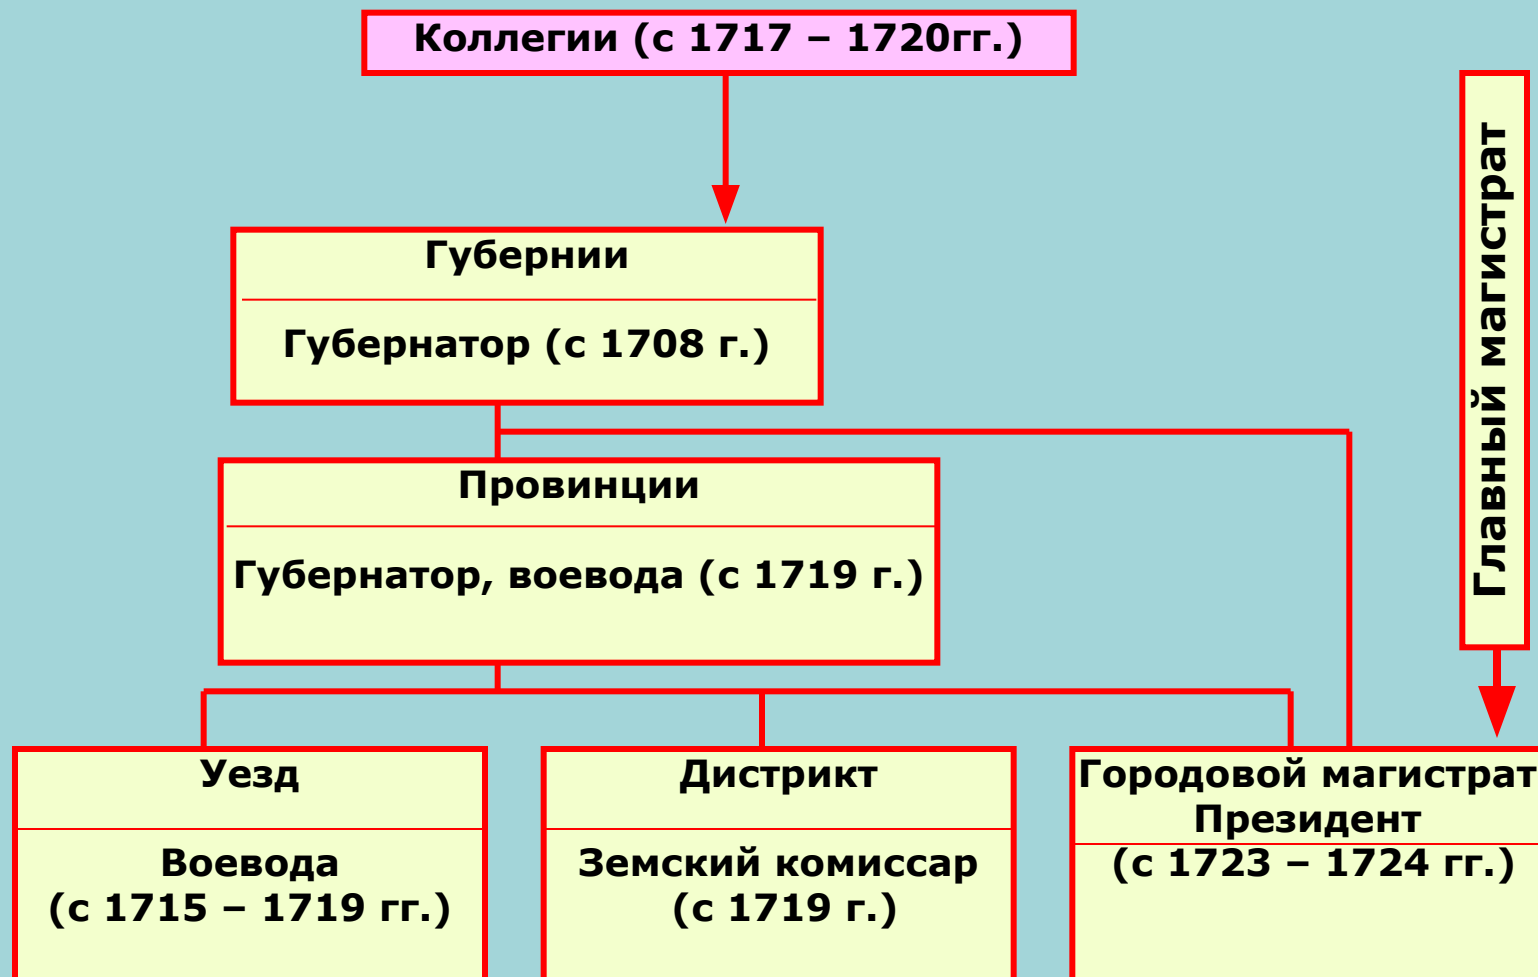 Коллегии (с 1717 – 1720гг.)
Главный магистрат
Губернии
Губернатор (с 1708 г.)
Провинции
Губернатор, воевода (с 1719 г.)
Уезд
Воевода
(с 1715 – 1719 гг.)
Дистрикт
Земский комиссар
(с 1719 г.)
Городовой магистрат
Президент
(с 1723 – 1724 гг.)